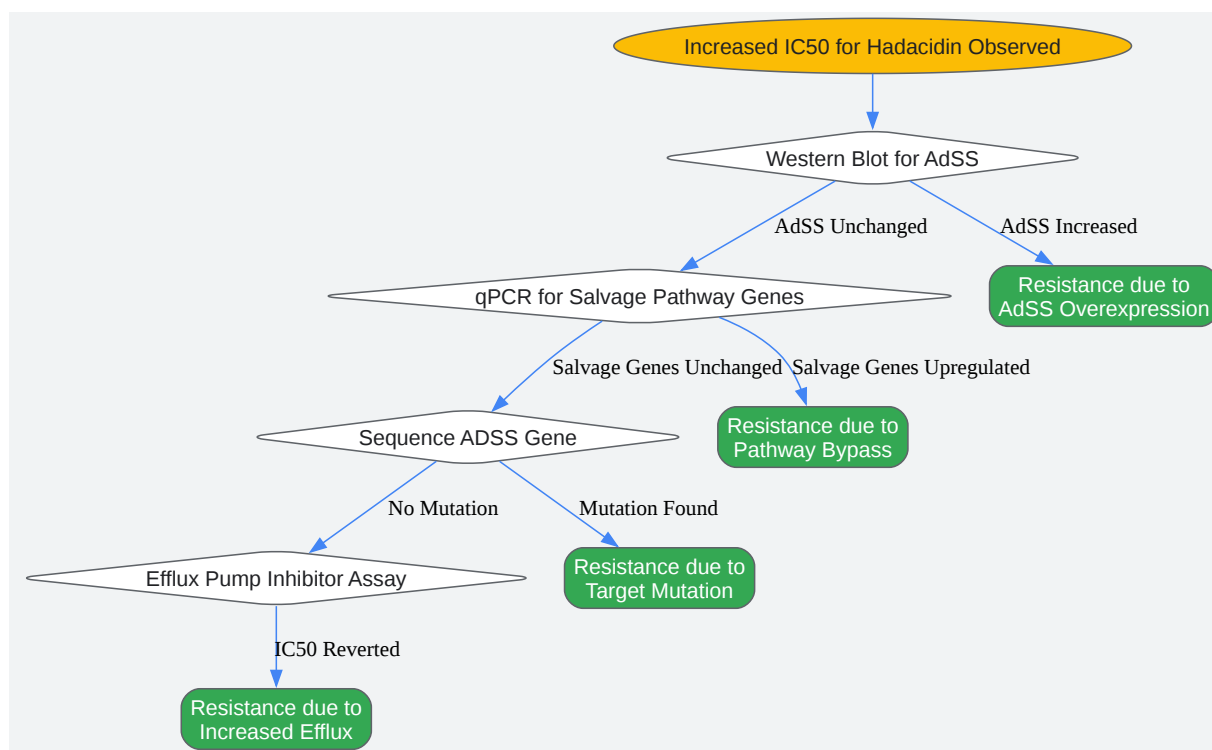 Increased IC50 for Hadacidin Observed
Western Blot for AdSS
AdSS Unchanged
AdSS Increased
qPCR for Salvage Pathway Genes
Resistance due to
AdSS Overexpression
Salvage Genes Unchanged
Salvage Genes Upregulated
Sequence ADSS Gene
Resistance due to
Pathway Bypass
No Mutation
Mutation Found
Efflux Pump Inhibitor Assay
Resistance due to
Target Mutation
IC50 Reverted
Resistance due to
Increased Efflux